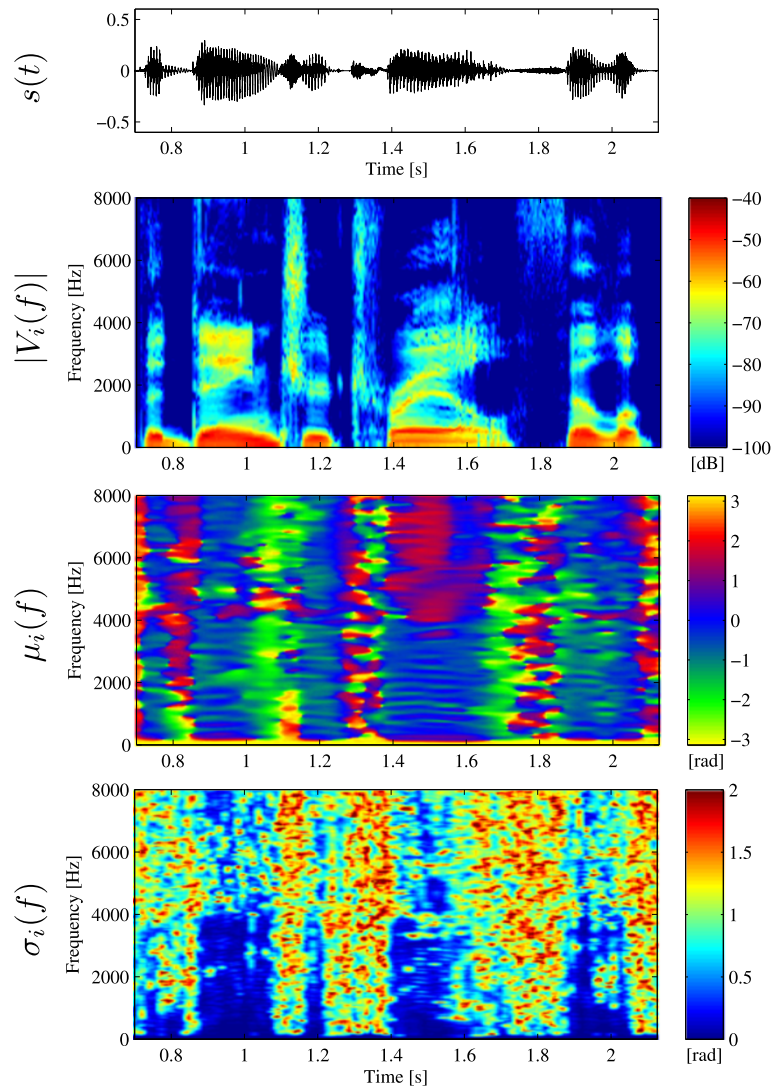 s(t)
0.5
0
−0.5
0.8 1 1.2 1.4 1.6 1.8 2
Time [s]
|V_i(f)|
Frequency [Hz]
8000
6000
4000
2000
0
0.8 1 1.2 1.4 1.6 1.8 2
−40
−50
−60
−70
−80
−90
−100
[dB]
μ_i(f)
Frequency [Hz]
8000
6000
4000
2000
0
0.8 1 1.2 1.4 1.6 1.8 2
3
2
1
0
−1
−2
−3
[rad]
σ_i(f)
Frequency [Hz]
8000
6000
4000
2000
0
0.8 1 1.2 1.4 1.6 1.8 2
Time [s]
2
1.5
1
0.5
0
[rad]